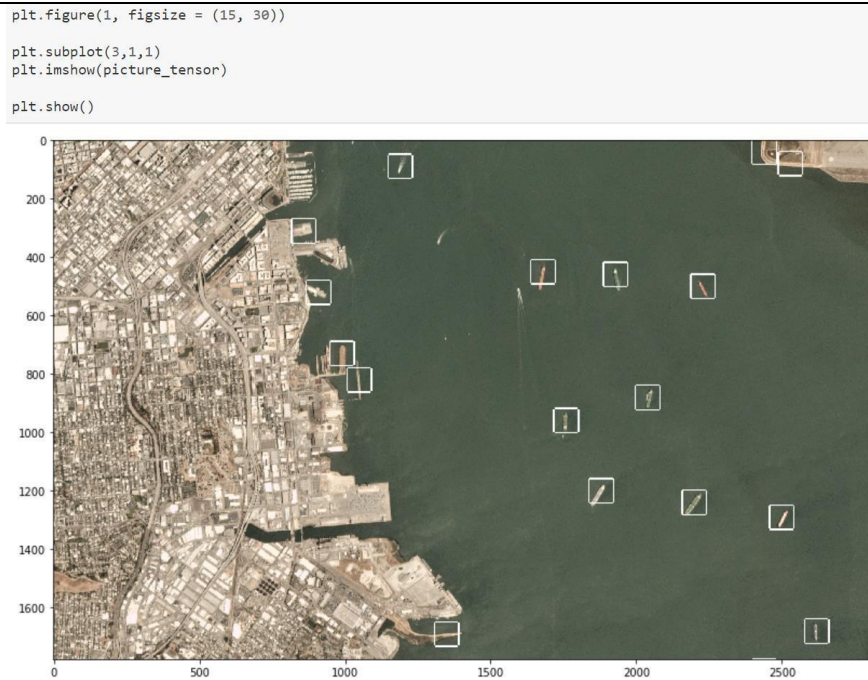 plt.figure(1, figsize = (15, 30))
plt.subplot(3,1,1)
plt.imshow(picture_tensor)
plt.show()
0
200
400
600
800
1000
1200
1400
1600
0 500 1000 1500 2000 2500